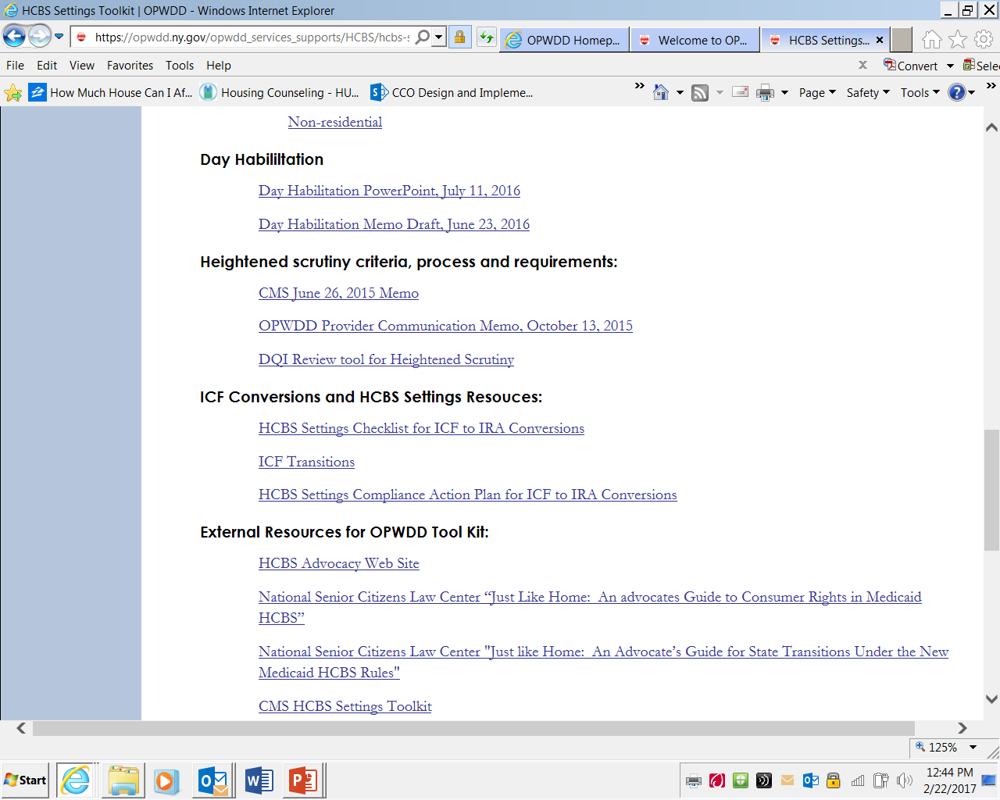 HCBS Settings Toolkit | OPWDD - Windows Internet Explorer
https://opwdd.ny.gov/opwdd_services_supports/HCBS/hcbs-s
OPWDD Homep...
Welcome to OP...
HCBS Settings...
File Edit View Favorites Tools Help
Convert
Selec
How Much House Can I Af...
Housing Counseling - HU...
CCO Design and Impleme...
Page
Safety
Tools
Non-residential
Day Habililtation
Day Habilitation PowerPoint, July 11, 2016
Day Habilitation Memo Draft, June 23, 2016
Heightened scrutiny criteria, process and requirements:
CMS June 26, 2015 Memo
OPWDD Provider Communication Memo, October 13, 2015
DQI Review tool for Heightened Scrutiny
ICF Conversions and HCBS Settings Resouces:
HCBS Settings Checklist for ICF to IRA Conversions
ICF Transitions
HCBS Settings Compliance Action Plan for ICF to IRA Conversions
External Resources for OPWDD Tool Kit:
HCBS Advocacy Web Site
National Senior Citizens Law Center “Just Like Home:  An advocates Guide to Consumer Rights in Medicaid
HCBS”
National Senior Citizens Law Center "Just like Home:  An Advocate’s Guide for State Transitions Under the New
Medicaid HCBS Rules"
CMS HCBS Settings Toolkit
125%
Start
12:44 PM
2/22/2017